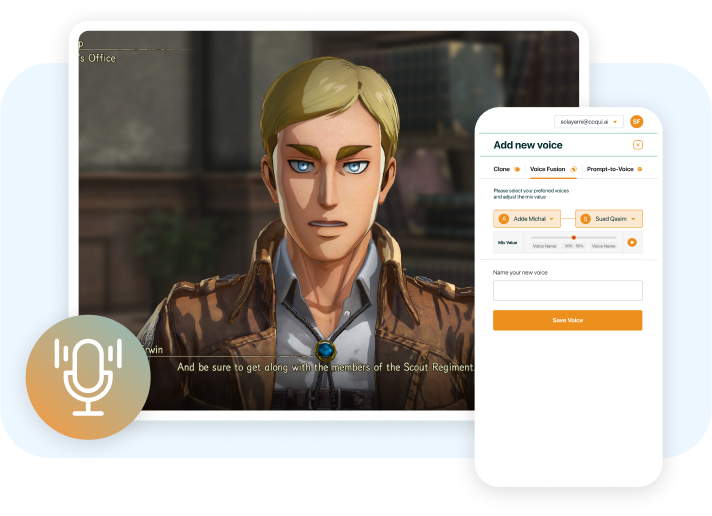 p
's Office
rwin
And be sure to get along with the members of the Scout Regiment.
solayemi@coqui.ai
SF
Add new voice
Clone Voice Fusion Prompt-to-Voice
Please select your preferred voices
and adjust the mix value
A Adde Michal
S Suad Qasim
Mix Value
Voice Name 50% 50% Voice Name
Name your new voice
Save Voice